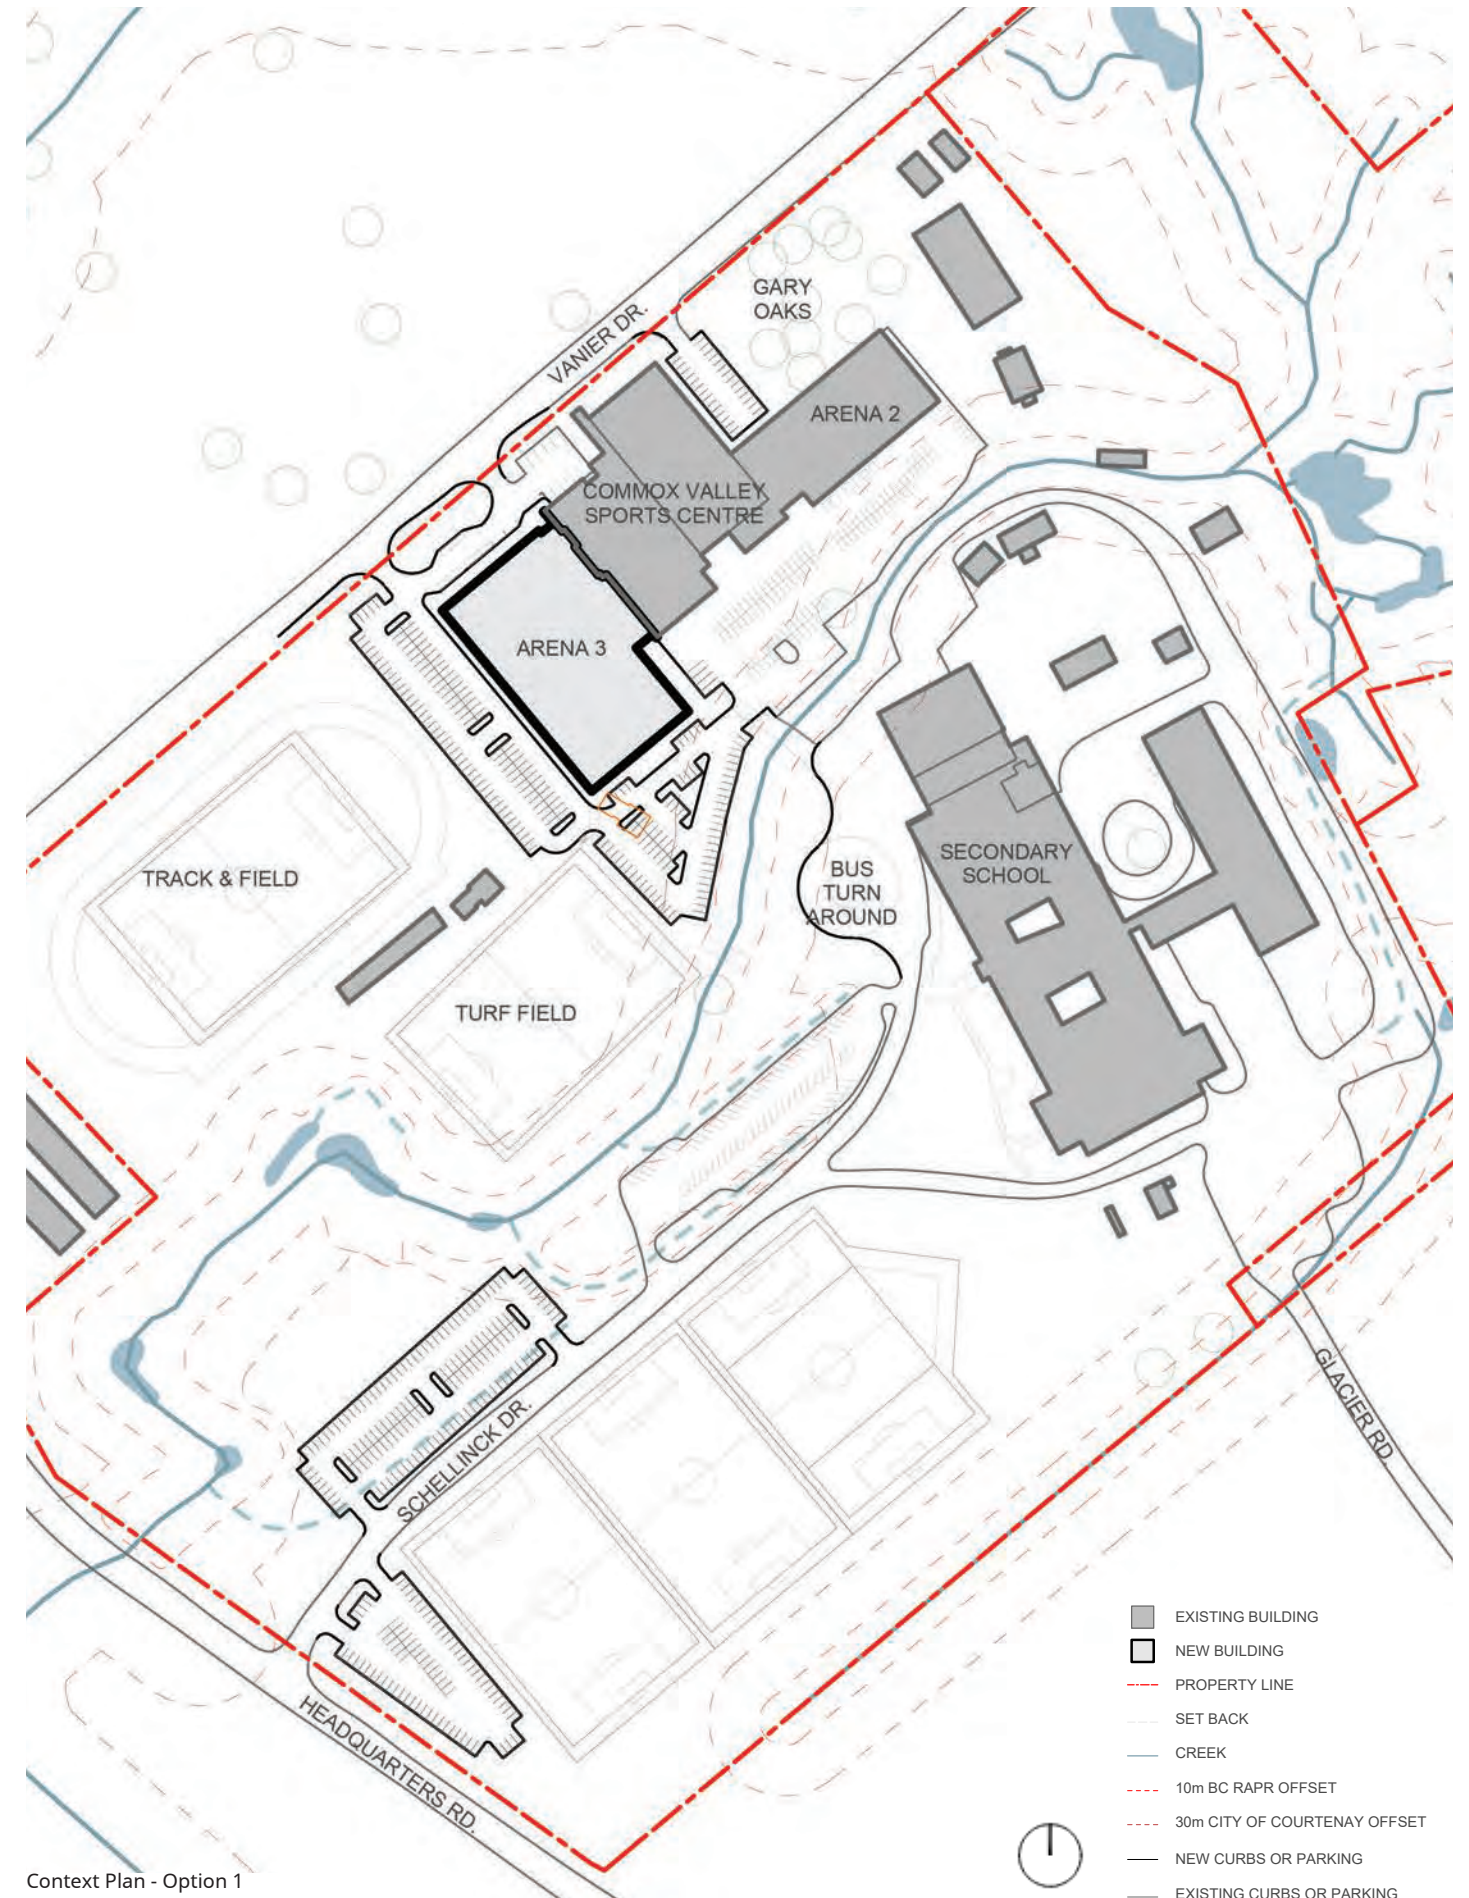 GARY
OAKS
VANIER DR.
ARENA 2
COMMOX VALLEY
SPORTS CENTRE
ARENA 3
TRACK & FIELD
SECONDARY
SCHOOL
BUS
TURN
AROUND
TURF FIELD
SCHELLINCK DR.
GLACIER RD.
HEADQUARTERS RD.
EXISTING BUILDING
NEW BUILDING
PROPERTY LINE
SET BACK
CREEK
10m BC RAPR OFFSET
30m CITY OF COURTENAY OFFSET
NEW CURBS OR PARKING
EXISTING CURBS OR PARKING
Context Plan - Option 1